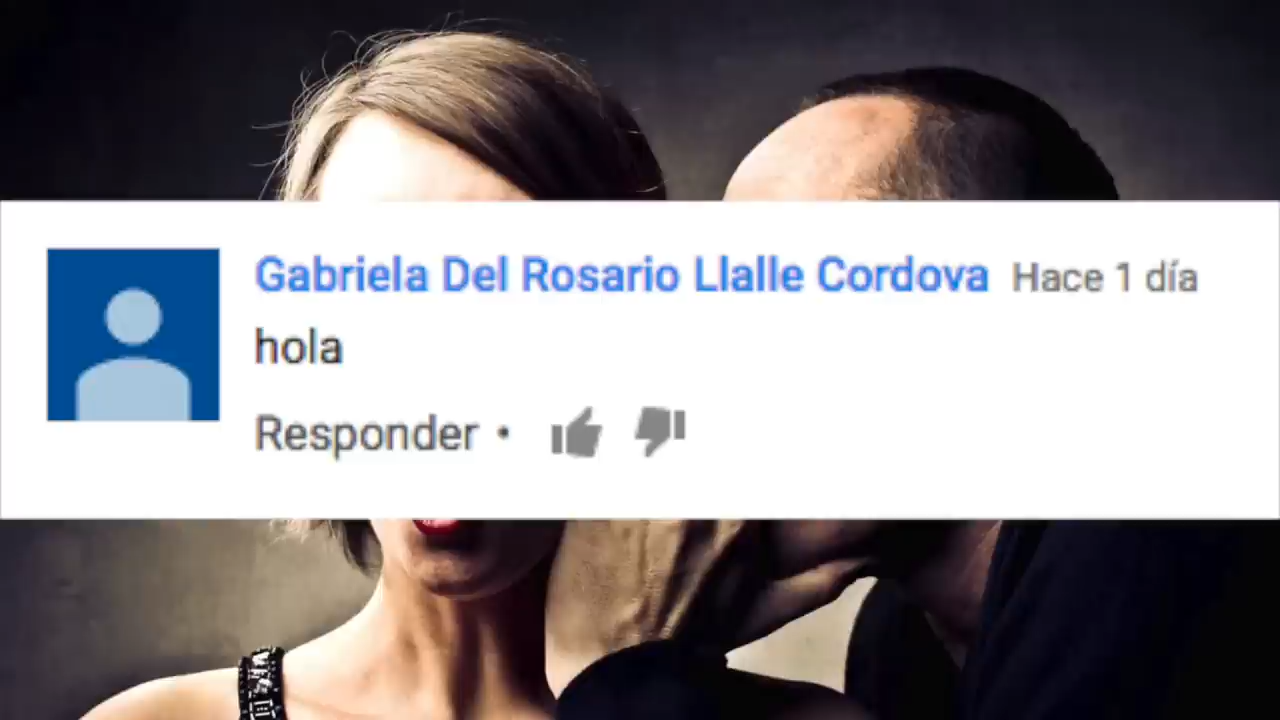 Gabriela Del Rosario Llalle Cordova Hace 1 día
hola
Responder •